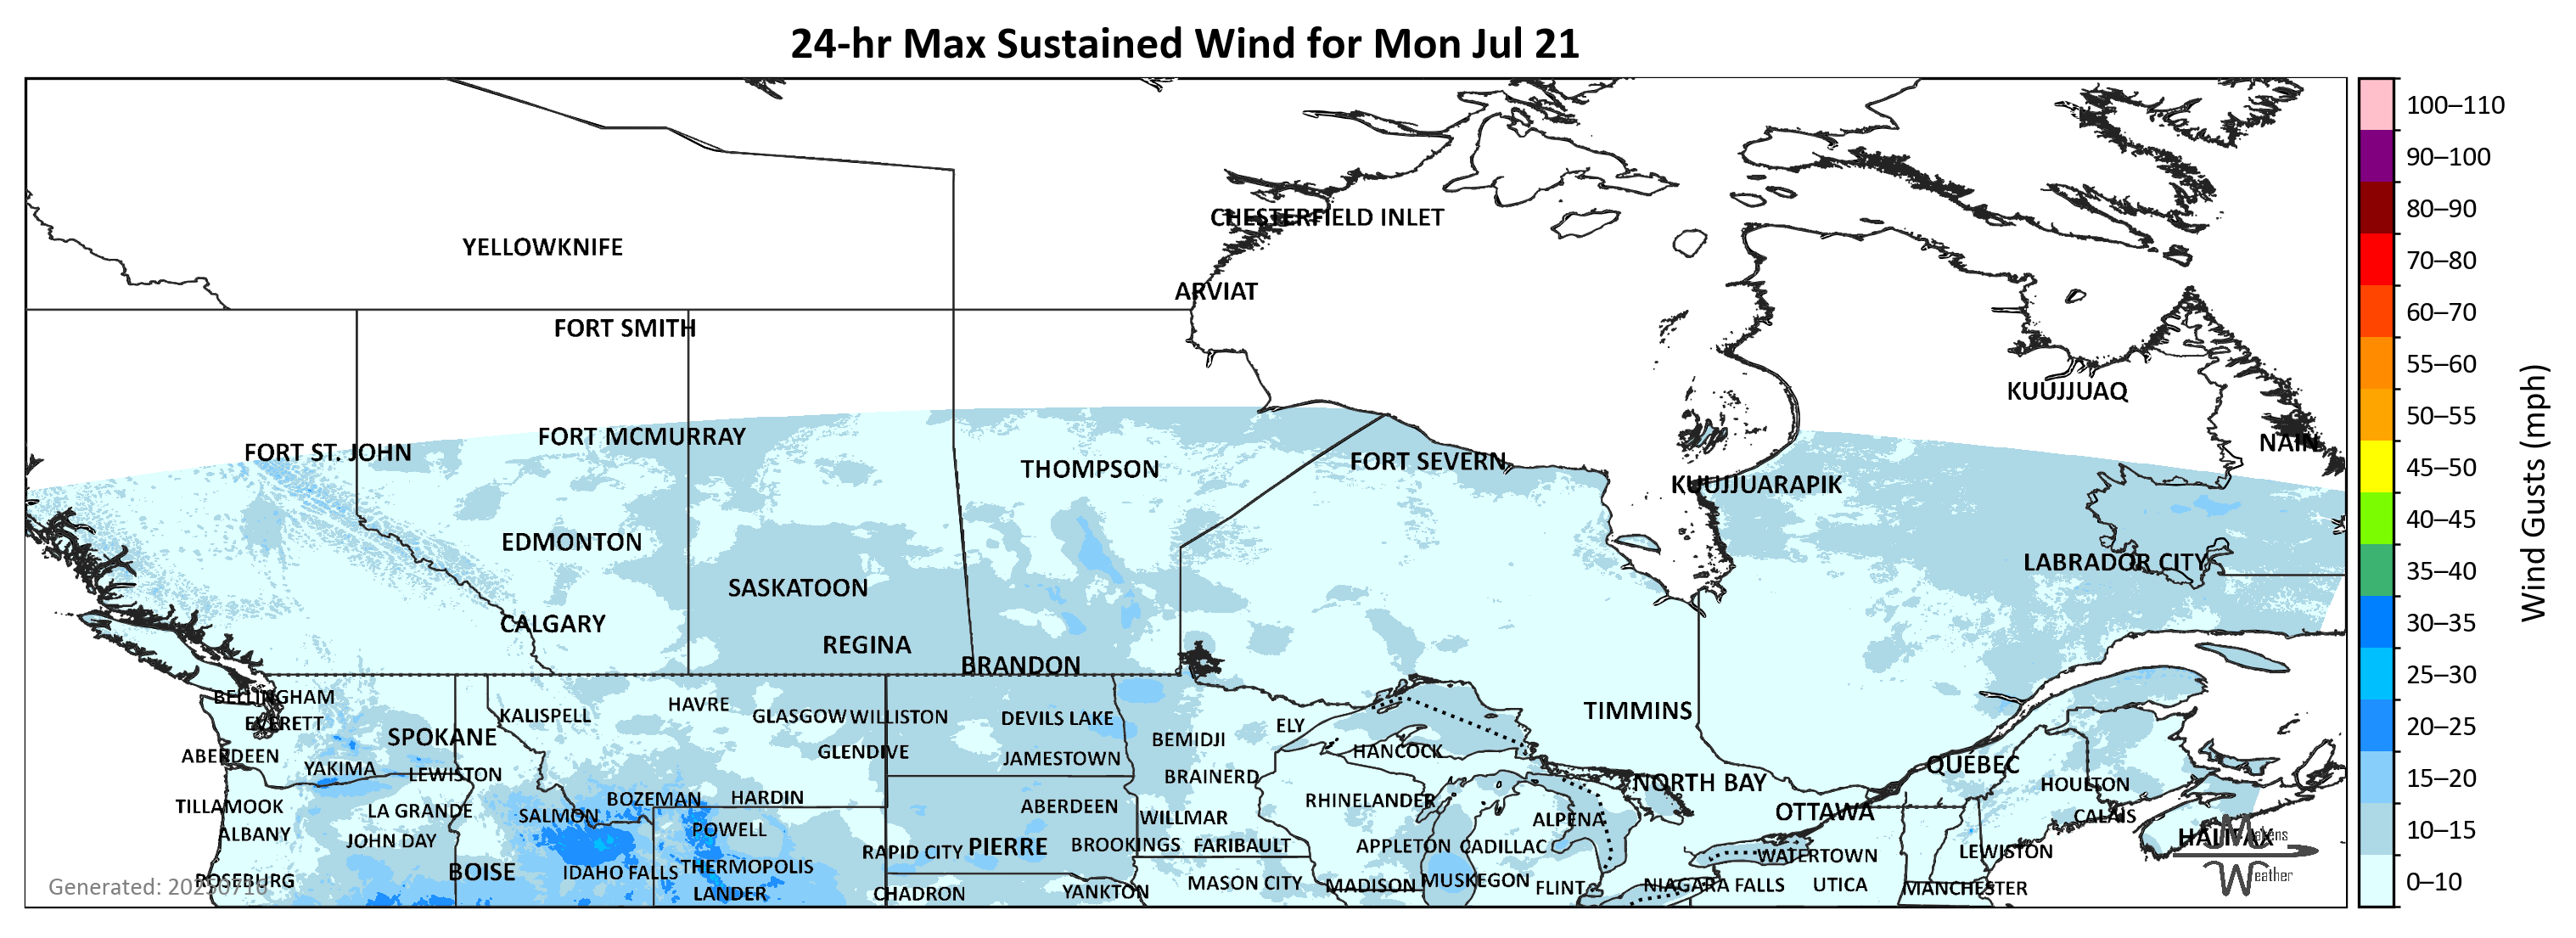 24-hr Max Sustained Wind for Mon Jul 21
100–110
90–100
80–90
70–80
60–70
55–60
50–55
45–50
40–45
35–40
30–35
25–30
20–25
15–20
10–15
0–10
Wind Gusts (mph)
CHESTERFIELD INLET
YELLOWKNIFE
ARVIAT
FORT SMITH
KUUJJUAQ
FORT MCMURRAY
NAIN
FORT ST. JOHN
FORT SEVERN
THOMPSON
KUUJJUARAPIK
EDMONTON
LABRADOR CITY
SASKATOON
CALGARY
REGINA
BRANDON
BELLINGHAM
HAVRE
TIMMINS
KALISPELL
GLASGOW
WILLISTON
DEVILS LAKE
EVERETT
ELY
SPOKANE
BEMIDJI
GLENDIVE
HANCOCK
ABERDEEN
JAMESTOWN
QUÉBEC
YAKIMA
LEWISTON
BRAINERD
NORTH BAY
HOULTON
BOZEMAN
HARDIN
RHINELANDER
TILLAMOOK
LA GRANDE
ABERDEEN
OTTAWA
SALMON
WILLMAR
ALPENA
CALAIS
POWELL
ALBANY
HALIFAX
JOHN DAY
PIERRE
BROOKINGS
FARIBAULT
APPLETON
CADILLAC
RAPID CITY
WATERTOWN
LEWISTON
BOISE
IDAHO FALLS
THERMOPOLIS
ROSEBURG
MUSKEGON
MASON CITY
MADISON
NIAGARA FALLS
UTICA
FLINT
MANCHESTER
LANDER
CHADRON
YANKTON
Generated: 20250718
Makens
Weather